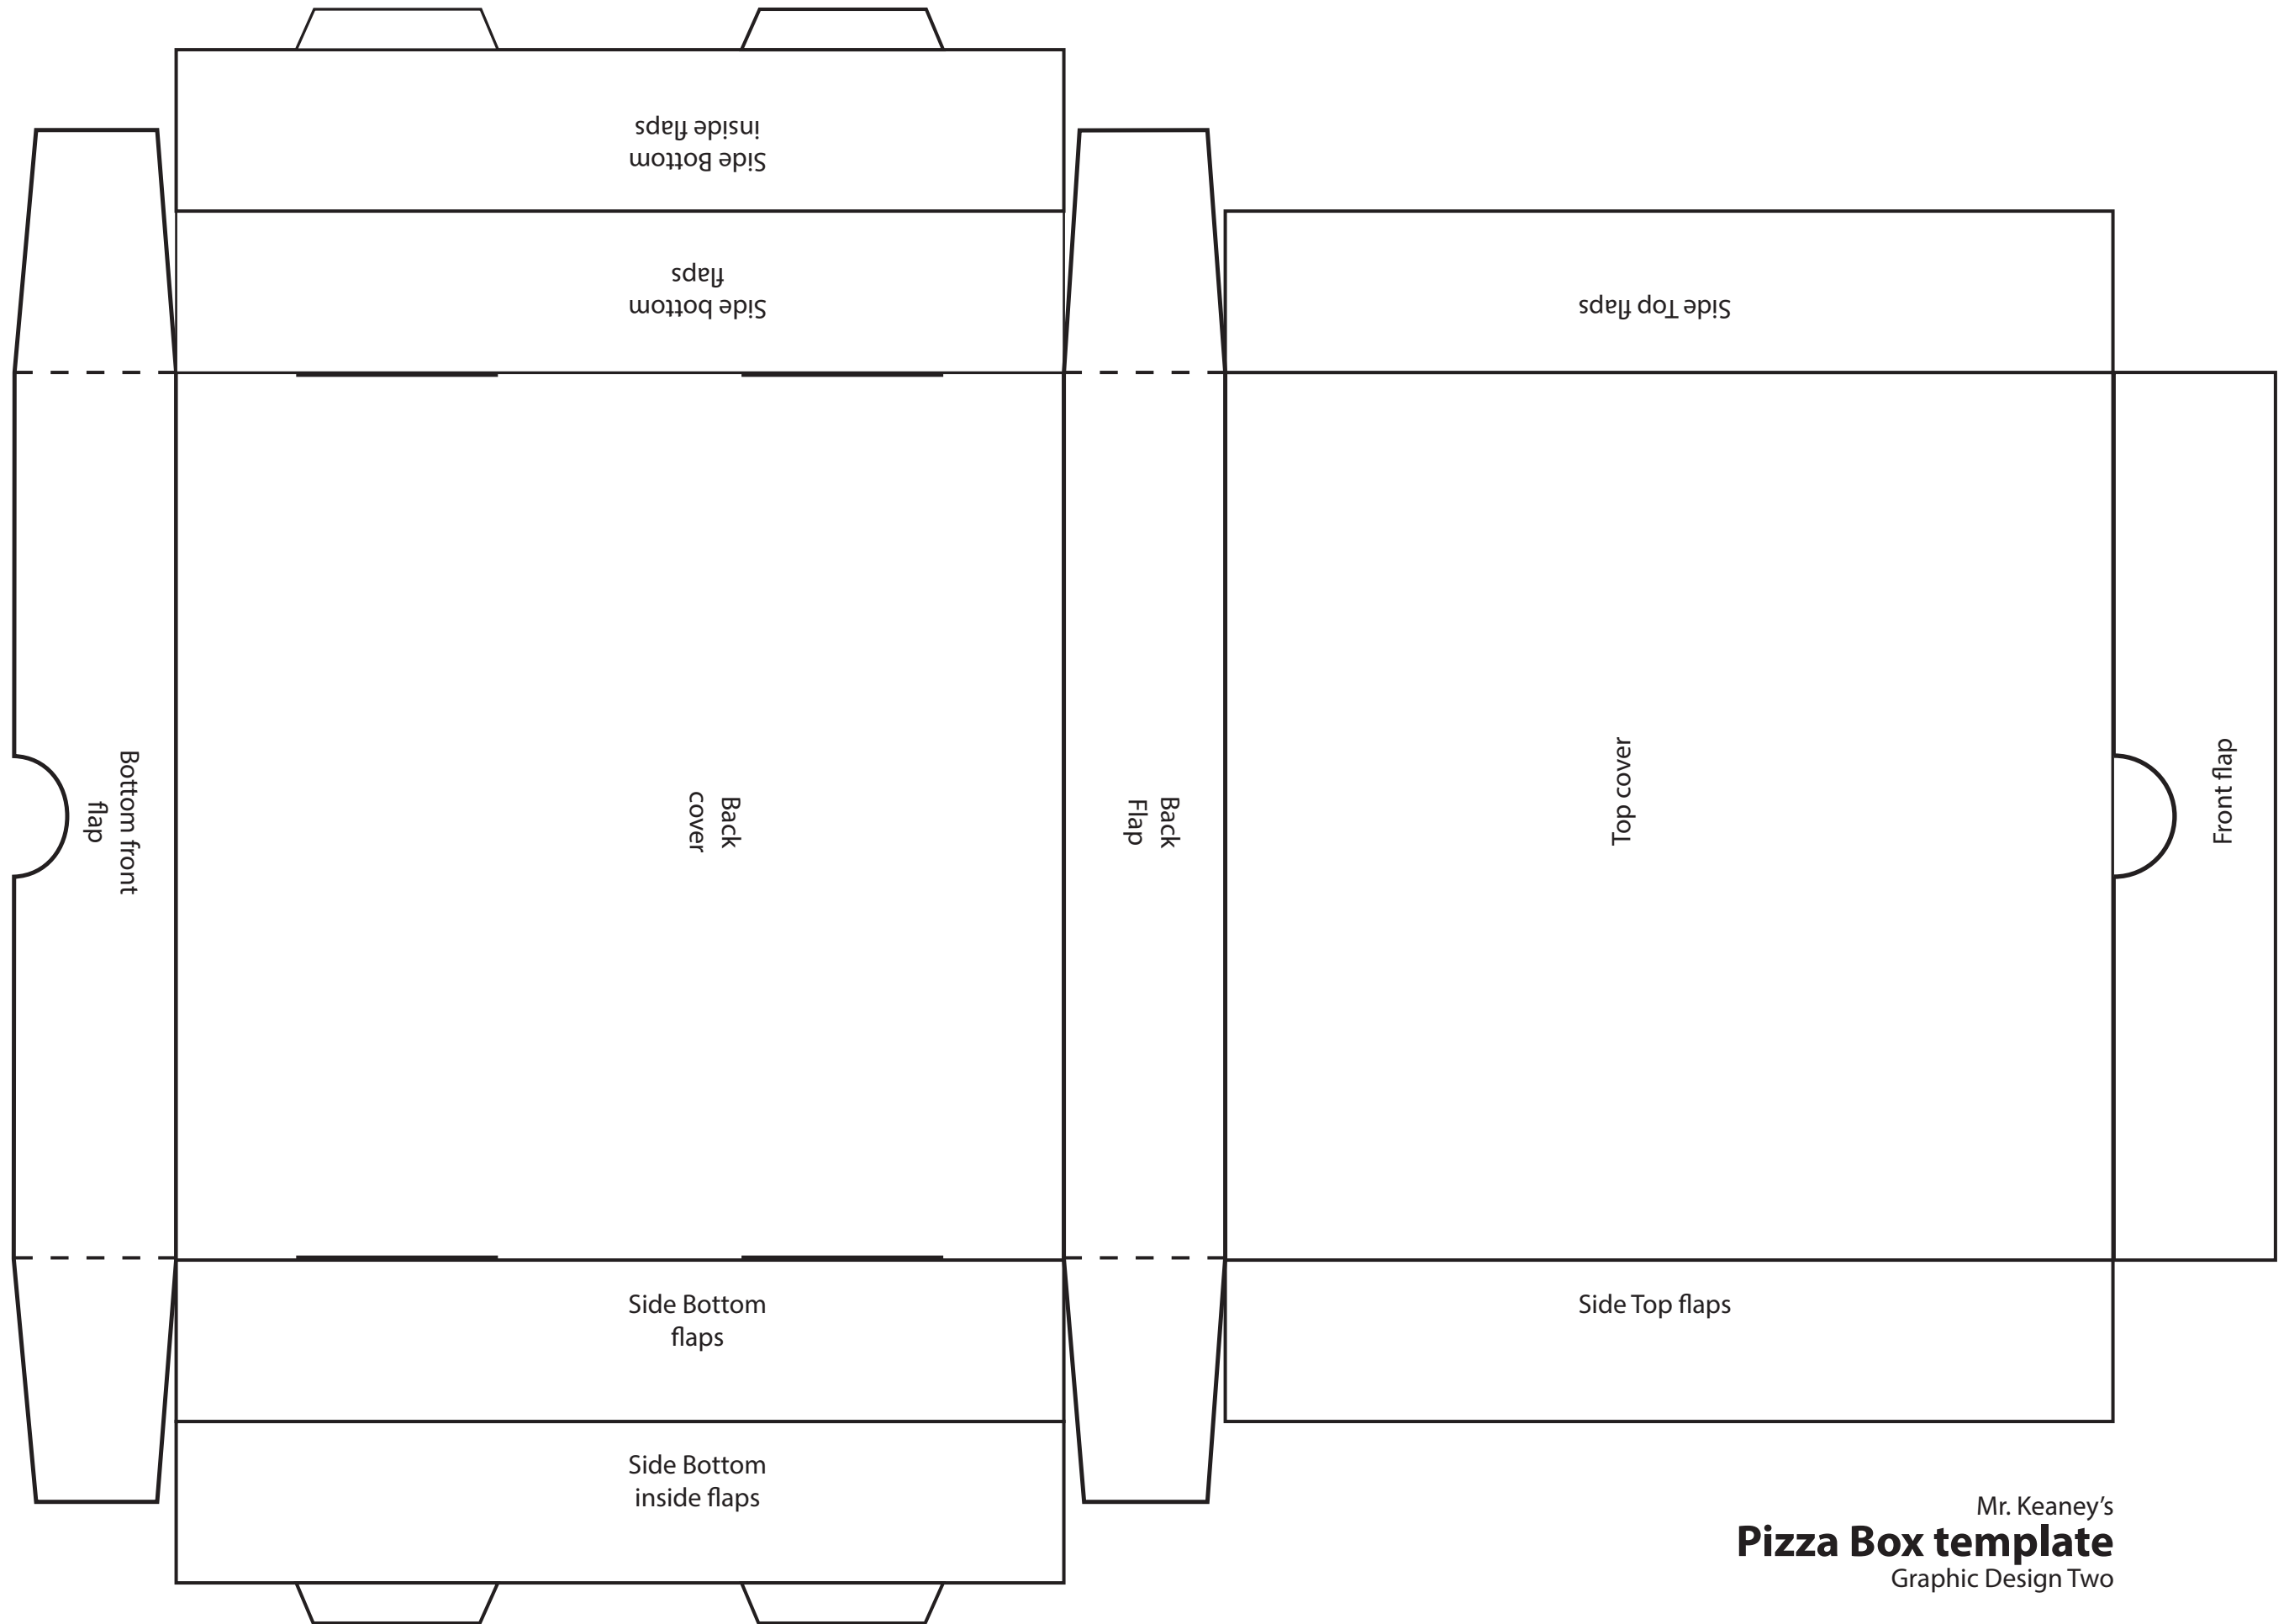 Side Bottom
inside flaps
Side bottom
flaps
Side Top flaps
Bottom front
flap
Back
cover
Back
Flap
Top cover
Front flap
Side Bottom
flaps
Side Top flaps
Side Bottom
inside flaps
Mr. Keaney’s
Pizza Box template
Graphic Design Two